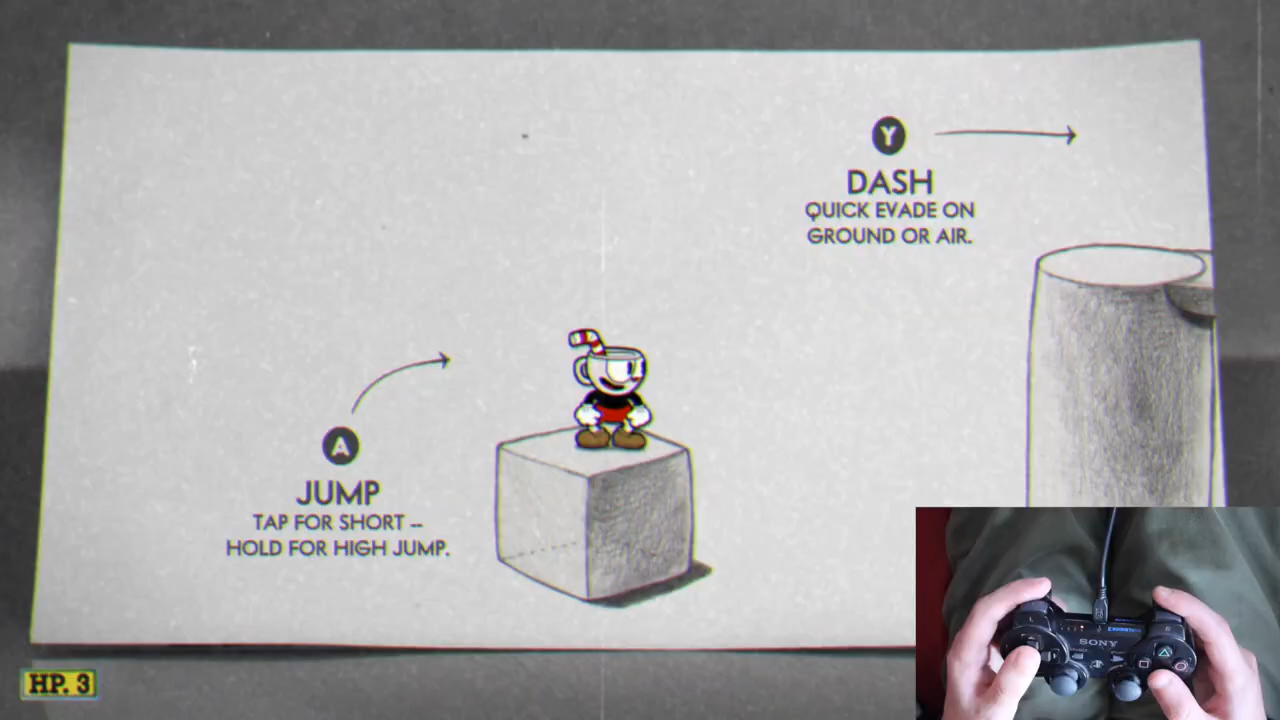 Y
DASH
QUICK EVADE ON
GROUND OR AIR.
A
JUMP
TAP FOR SHORT --
HOLD FOR HIGH JUMP.
SONY
HP. 3